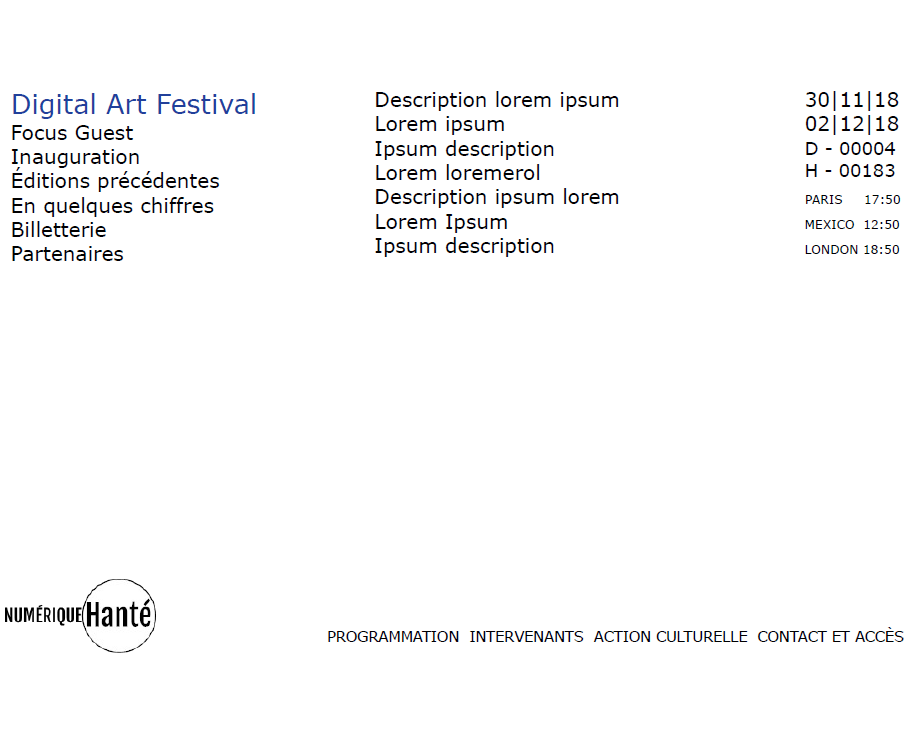 Digital Art Festival
Focus Guest
Inauguration
Éditions précédentes
En quelques chiffres
Billetterie
Partenaires
Description lorem ipsum
Lorem ipsum
Ipsum description
Lorem loremerol
Description ipsum lorem
Lorem Ipsum
Ipsum description
30|11|18
02|12|18
D - 00004
H - 00183
PARIS 17:50
MEXICO 12:50
LONDON 18:50
NUMÉRIQUE Hanté
PROGRAMMATION INTERVENANTS ACTION CULTURELLE CONTACT ET ACCÈS